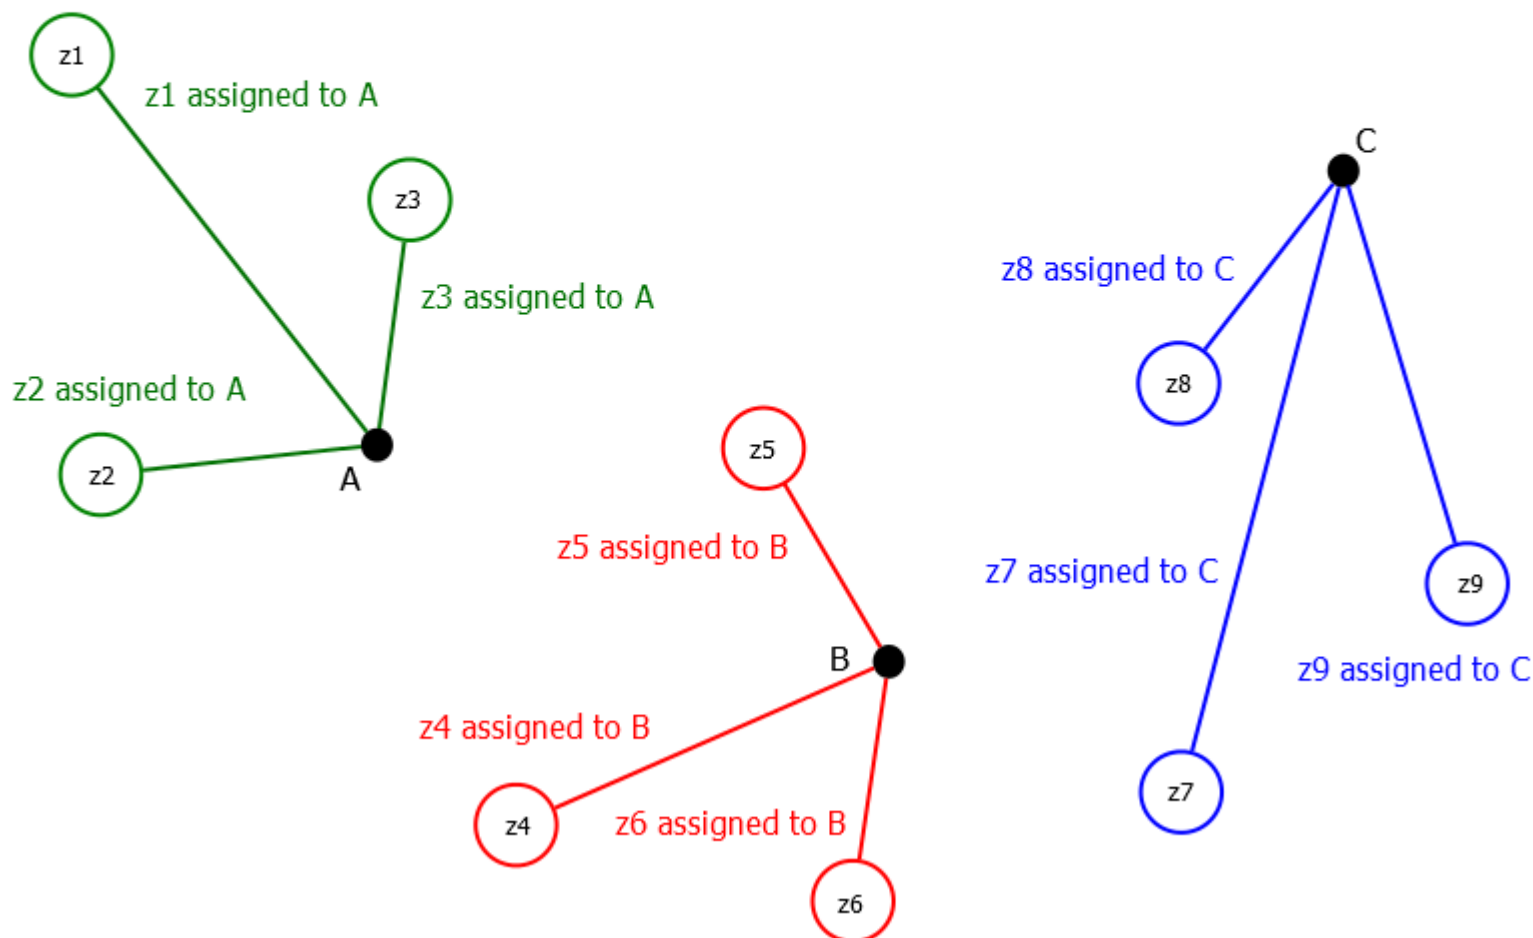 z1
z1 assigned to A
C
z3
z8 assigned to C
z3 assigned to A
z2 assigned to A
z8
z5
z2
A
z5 assigned to B
z7 assigned to C
z9
B
z9 assigned to C
z4 assigned to B
z7
z4
z6 assigned to B
z6